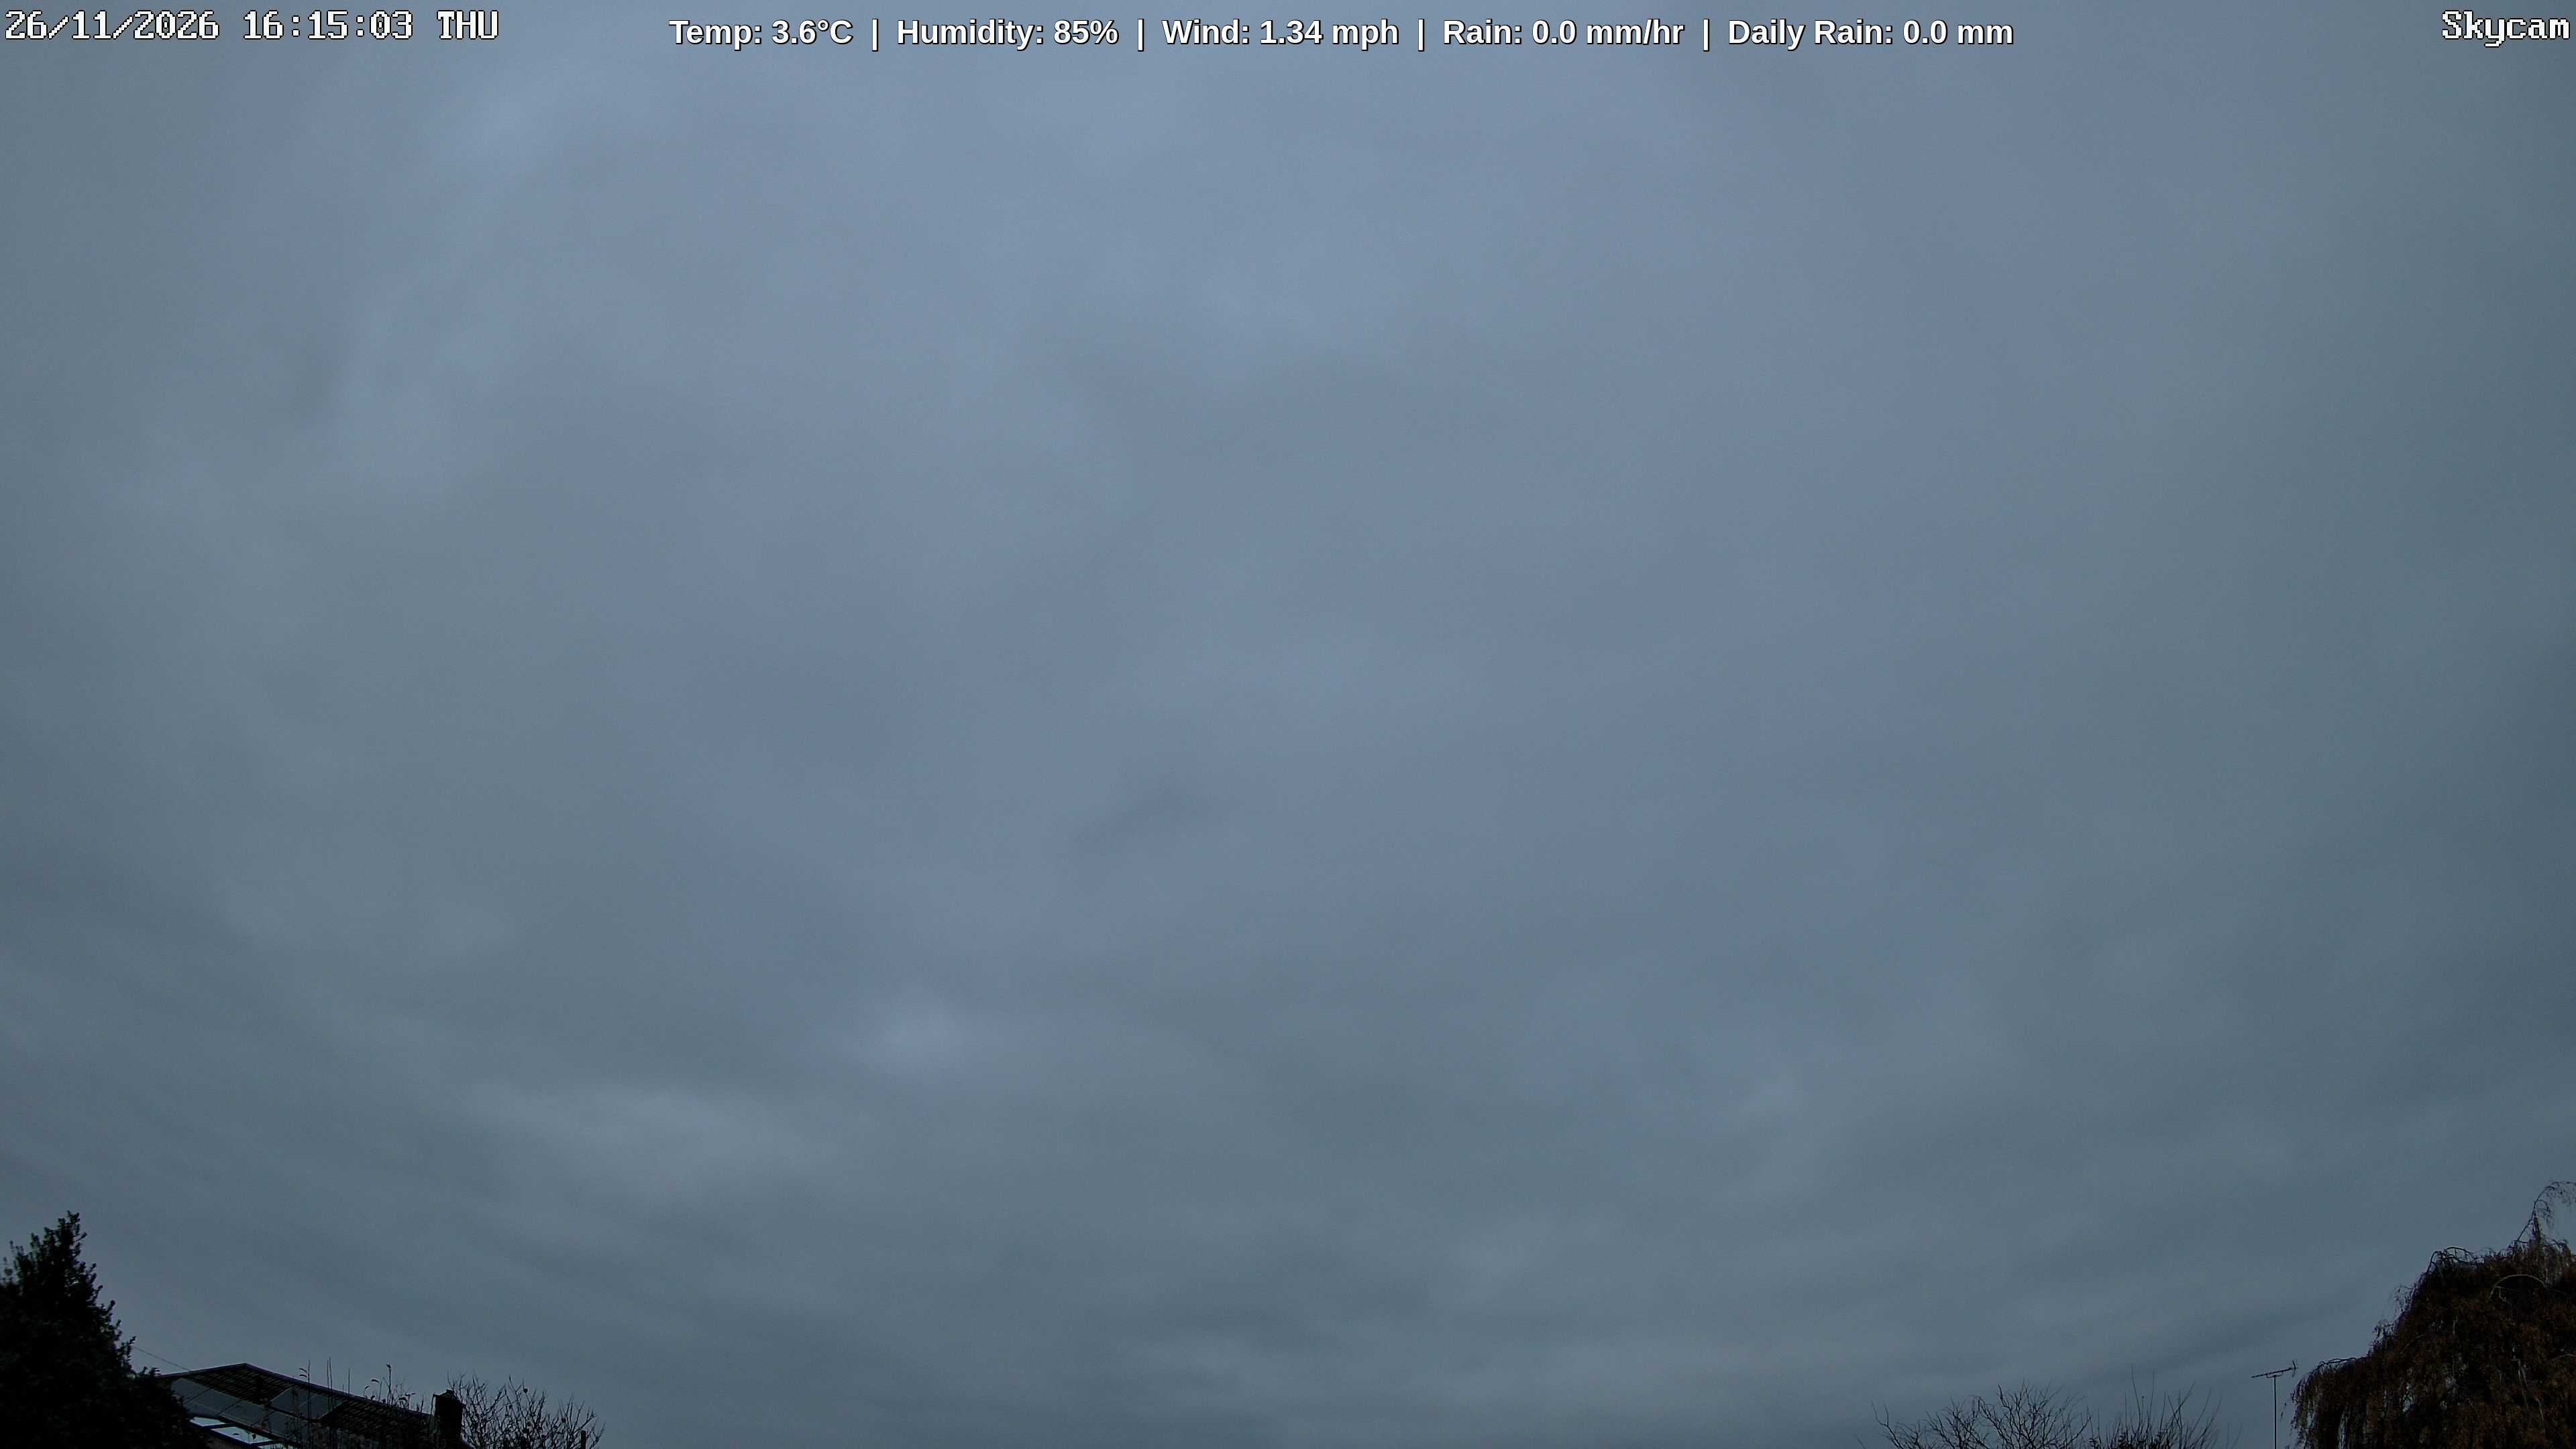 26/11/2026 16:15:03 THU
Temp: 3.6°C | Humidity: 85% | Wind: 1.34 mph | Rain: 0.0 mm/hr | Daily Rain: 0.0 mm
Skycam